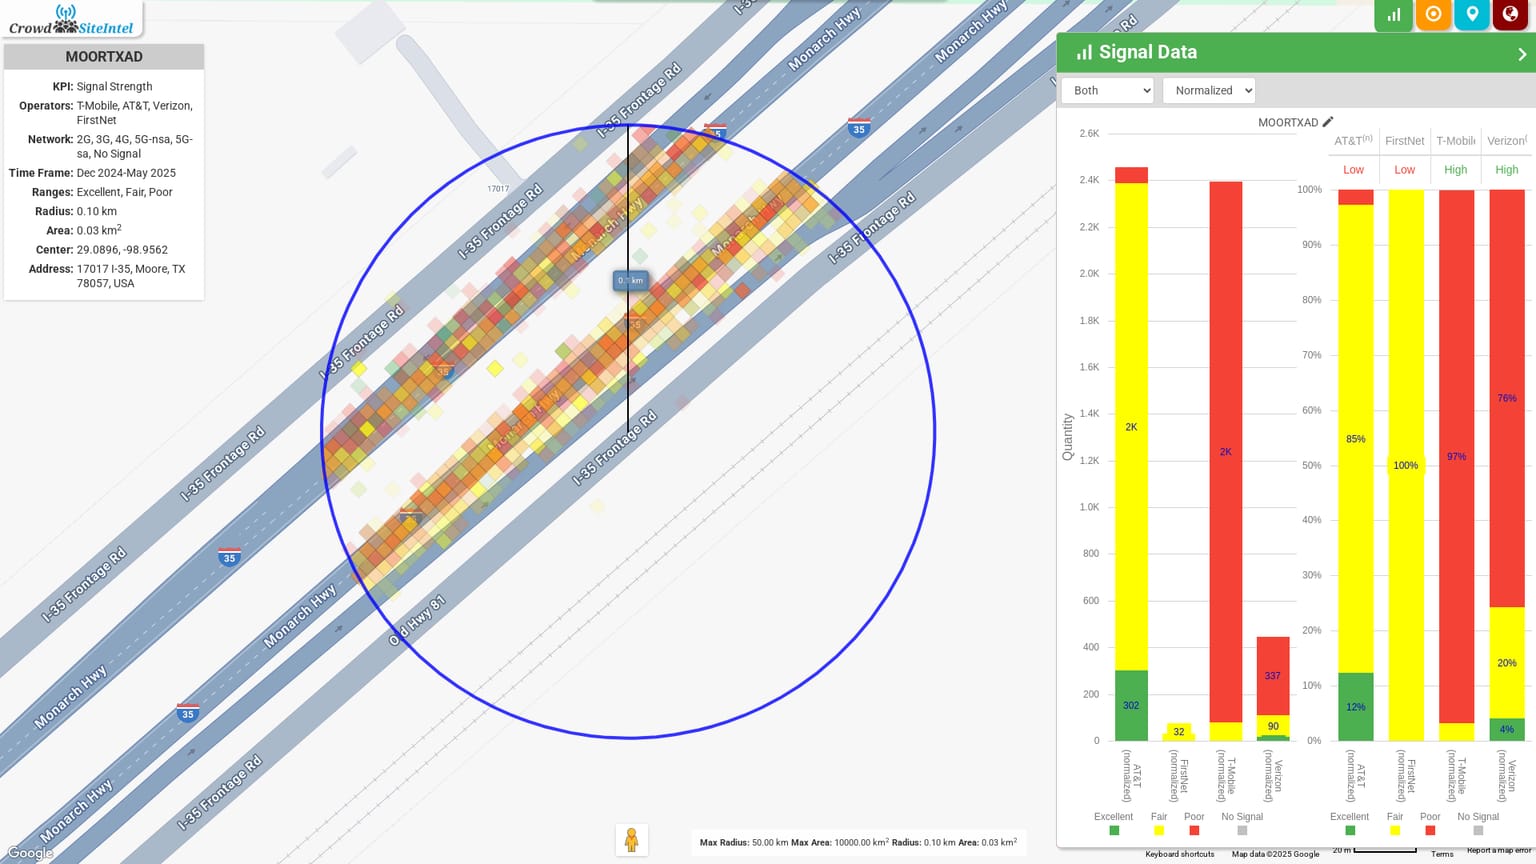 Crowd SiteIntel
MOORTXAD
KPI: Signal Strength
Operators: T-Mobile, AT&T, Verizon,
FirstNet
Network: 2G, 3G, 4G, 5G-nsa, 5G-
sa, No Signal
Time Frame: Dec 2024-May 2025
Ranges: Excellent, Fair, Poor
Radius: 0.10 km
Area: 0.03 km²
Center: 29.0896, -98.9562
Address: 17017 I-35, Moore, TX
78057, USA
I-35 Frontage Rd
Monarch Hwy
Monarch Hwy
I-35 Frontage Rd
35
17017
I-35 Frontage Rd
Monarch Hwy
Monarch Hwy
I-35 Frontage Rd
0.1 km
35
I-35 Frontage Rd
35
Monarch Hwy
I-35 Frontage Rd
I-35 Frontage Rd
35
I-35 Frontage Rd
Monarch Hwy
Old Hwy 81
Monarch Hwy
35
I-35 Frontage Rd
Monarch Hwy
Google
Max Radius: 50.00 km Max Area: 10000.00 km² Radius: 0.10 km Area: 0.03 km²
Signal Data
Both
Normalized
MOORTXAD
2.6K
2.4K
2.2K
2.0K
1.8K
1.6K
1.4K
1.2K
1.0K
800
600
400
200
0
Quantity
2K
302
32
2K
337
90
AT&T
(normalized)
FirstNet
(normalized)
T-Mobile
(normalized)
Verizon
(normalized)
Excellent
Fair
Poor
No Signal
AT&T(n)
FirstNet
T-Mobile
Verizon(
Low
Low
High
High
100%
90%
80%
70%
60%
50%
40%
30%
20%
10%
0%
85%
12%
100%
97%
76%
20%
4%
AT&T
(normalized)
FirstNet
(normalized)
T-Mobile
(normalized)
Verizon
(normalized)
Excellent
Fair
Poor
No Signal
Keyboard shortcuts
Map data ©2025 Google
20 m
Terms
Report a map error